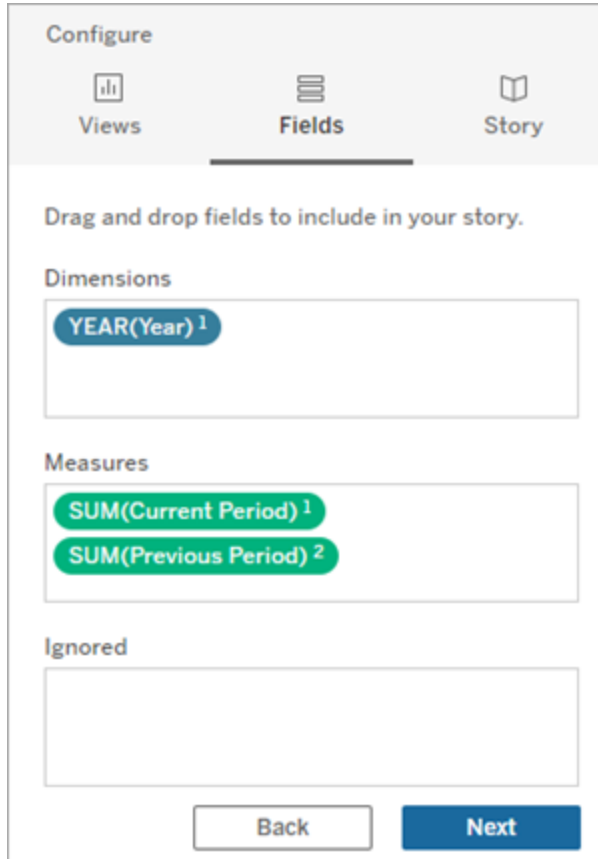 Configure
Views Fields Story
Drag and drop fields to include in your story.
Dimensions
YEAR(Year) 1
Measures
SUM(Current Period) 1
SUM(Previous Period) 2
Ignored
Back Next